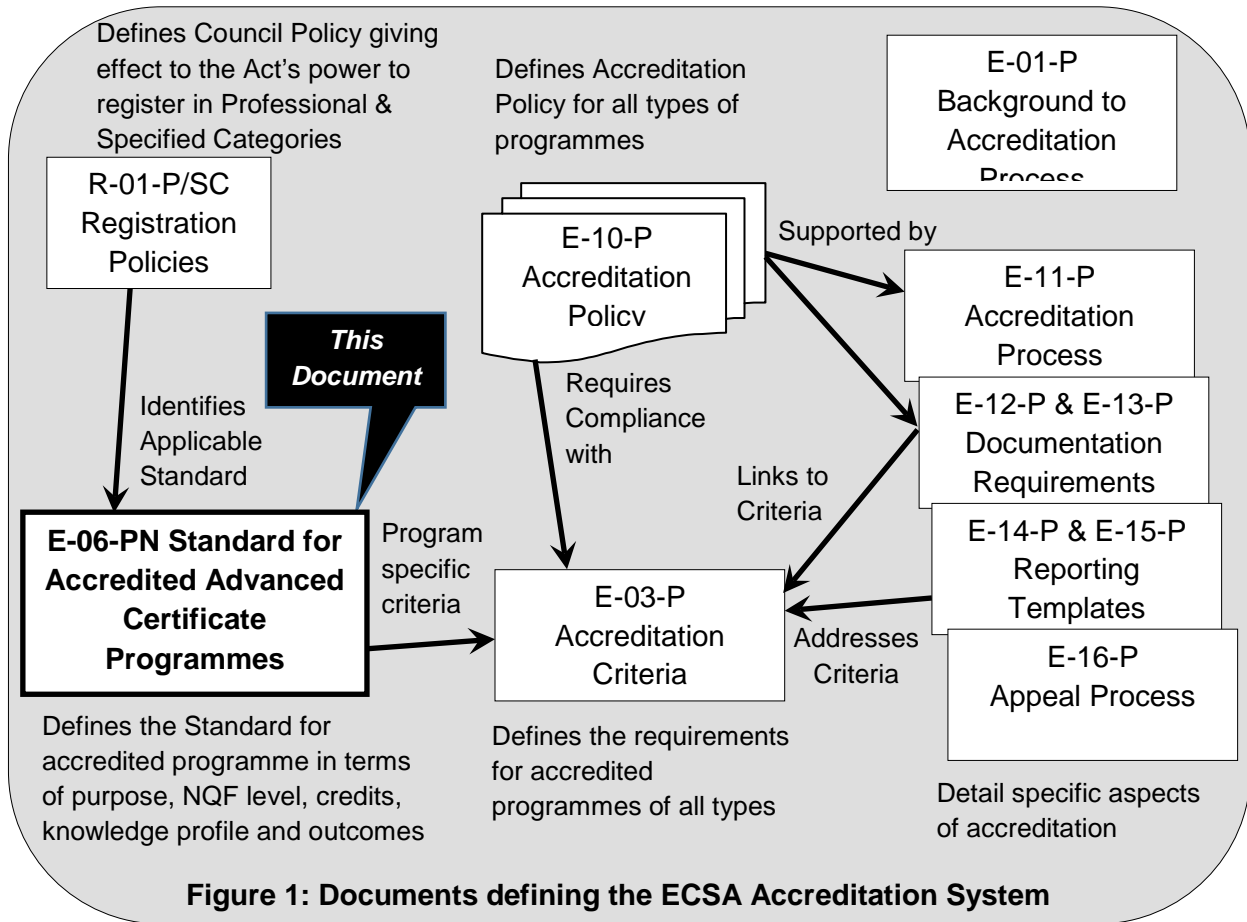 Defines Council Policy giving
effect to the Act's power to
register in Professional &
Specified Categories
R-01-P/SC
Registration
Policies
Identifies
Applicable
Standard
This
Document
E-06-PN Standard for
Accredited Advanced
Certificate
Programmes
Defines the Standard for
accredited programme in terms
of purpose, NQF level, credits,
knowledge profile and outcomes
Program
specific
criteria
Defines Accreditation
Policy for all types of
programmes
E-10-P
Accreditation
Policy
Requires
Compliance
with
E-03-P
Accreditation
Criteria
Defines the requirements
for accredited
programmes of all types
E-01-P
Background to
Accreditation
Process
Supported by
E-11-P
Accreditation
Process
E-12-P & E-13-P
Documentation
Requirements
Links to
Criteria
E-14-P & E-15-P
Reporting
Templates
Addresses
Criteria
E-16-P
Appeal Process
Detail specific aspects
of accreditation
Figure 1: Documents defining the ECSA Accreditation System